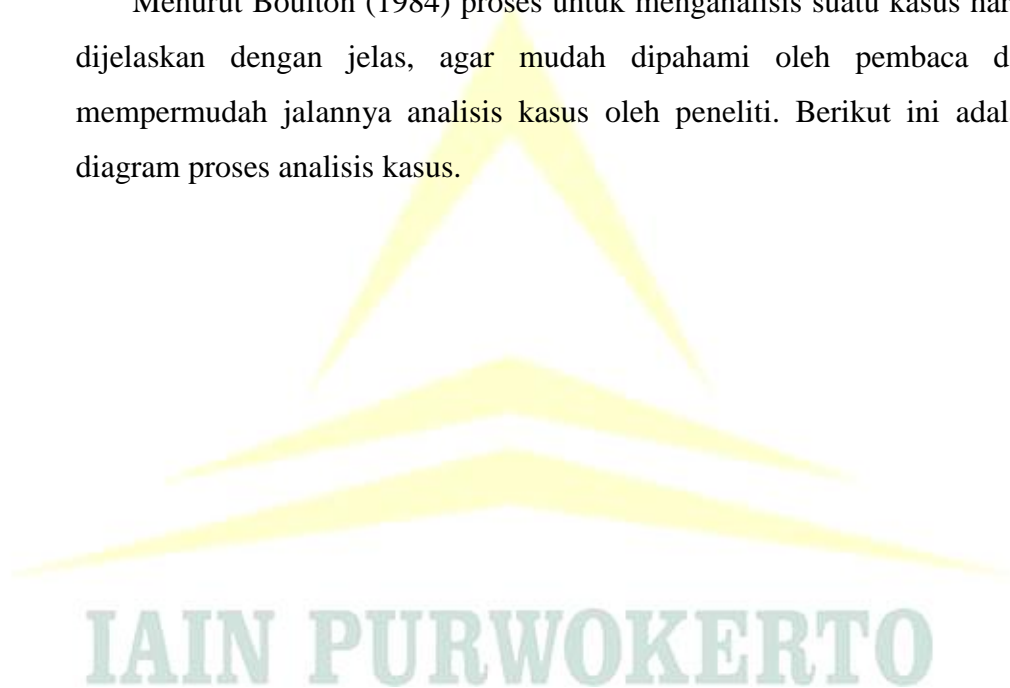 Menurut Boulton (1984) proses untuk menganalisis suatu kasus har
dijelaskan dengan jelas, agar mudah dipahami oleh pembaca d
mempermudah jalannya analisis kasus oleh peneliti. Berikut ini adal
diagram proses analisis kasus.
IAIN PURWOKERTO